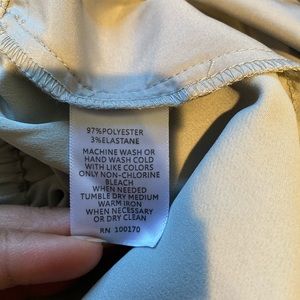 97%POLYESTER
3%ELASTANE
MACHINE WASH OR
HAND WASH COLD
WITH LIKE COLORS
ONLY NON-CHLORINE
BLEACH
WHEN NEEDED
TUMBLE DRY MEDIUM
WARM IRON
WHEN NECESSARY
OR DRY CLEAN
RN 100170